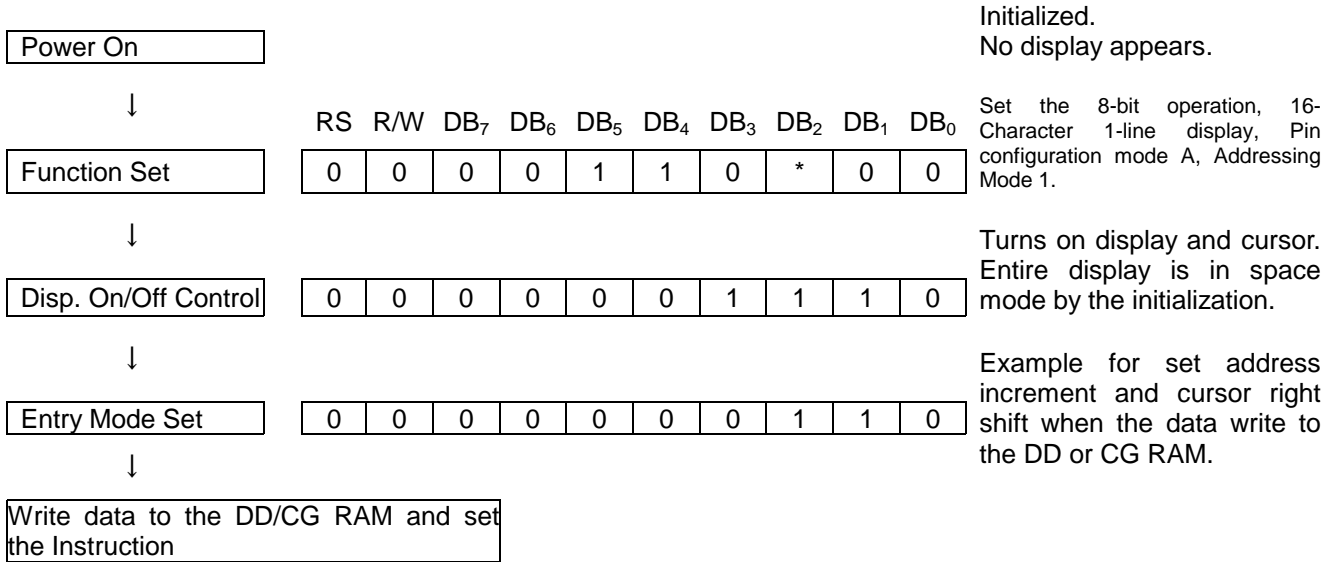 Initialized.
Power On
No display appears.
↓
RS R/W DB7 DB6 DB5 DB4 DB3 DB2 DB1 DB0
Set the 8-bit operation, 16-
Character 1-line display, Pin
configuration mode A, Addressing
Mode 1.
Function Set
0 0 0 0 1 1 0 * 0 0
↓
Turns on display and cursor.
Entire display is in space
mode by the initialization.
Disp. On/Off Control
0 0 0 0 0 0 1 1 1 0
↓
Example for set address
increment and cursor right
shift when the data write to
the DD or CG RAM.
Entry Mode Set
0 0 0 0 0 0 0 1 1 0
↓
Write data to the DD/CG RAM and set
the Instruction